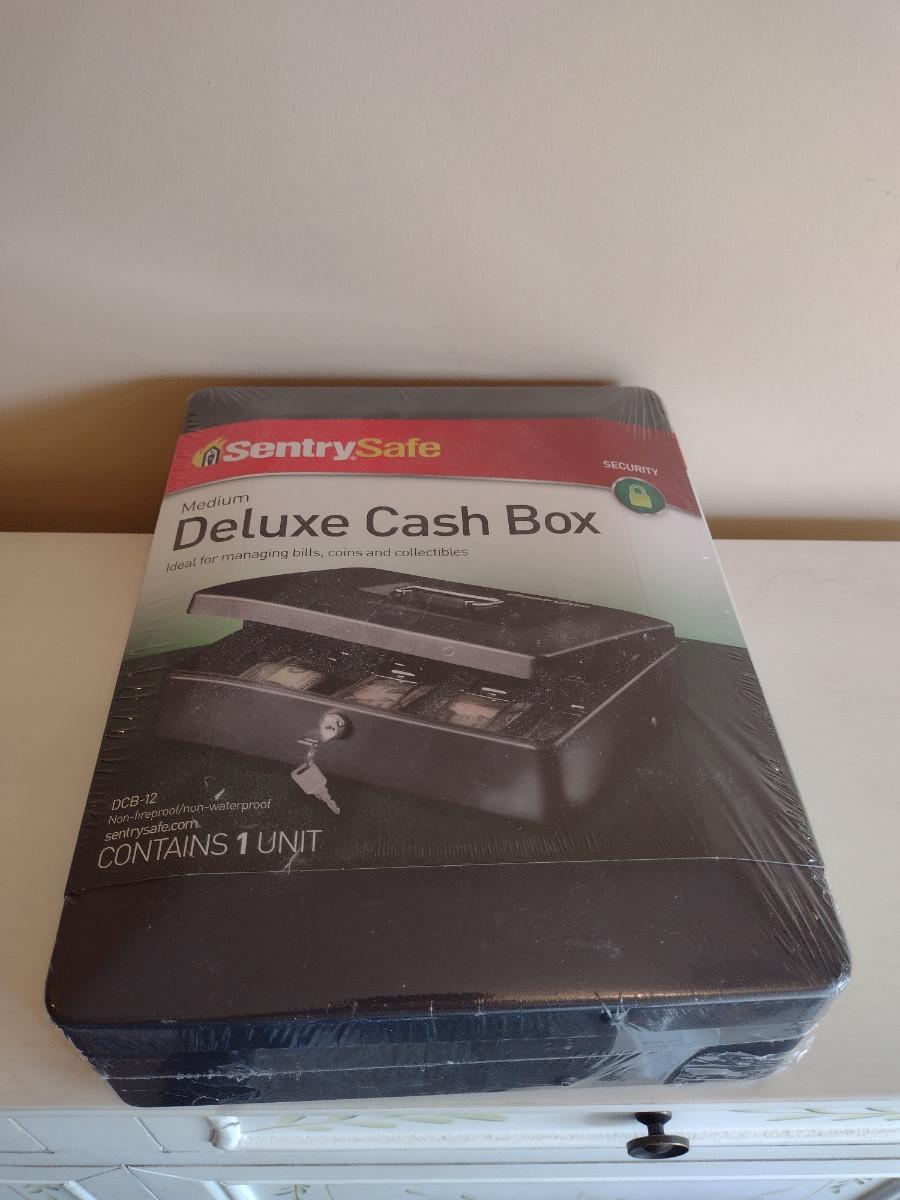 SentrySafe
SECURITY
Medium
Deluxe Cash Box
Ideal for managing bills, coins and collectibles
DCB-12
Non-fireproof/non-waterproof
sentrysafe.com
CONTAINS 1 UNIT